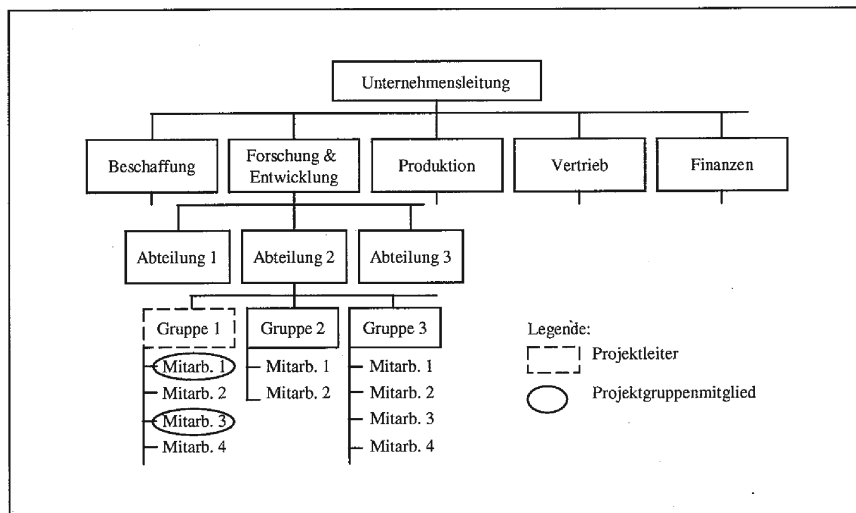 Unternehmensleitung
Beschaffung
Forschung &
Entwicklung
Produktion
Vertrieb
Finanzen
Abteilung 1
Abteilung 2
Abteilung 3
Gruppe 1
Gruppe 2
Gruppe 3
Mitarb. 1
Mitarb. 2
Mitarb. 3
Mitarb. 4
Mitarb. 1
Mitarb. 2
Mitarb. 1
Mitarb. 2
Mitarb. 3
Mitarb. 4
Legende:
Projektleiter
Projektgruppenmitglied